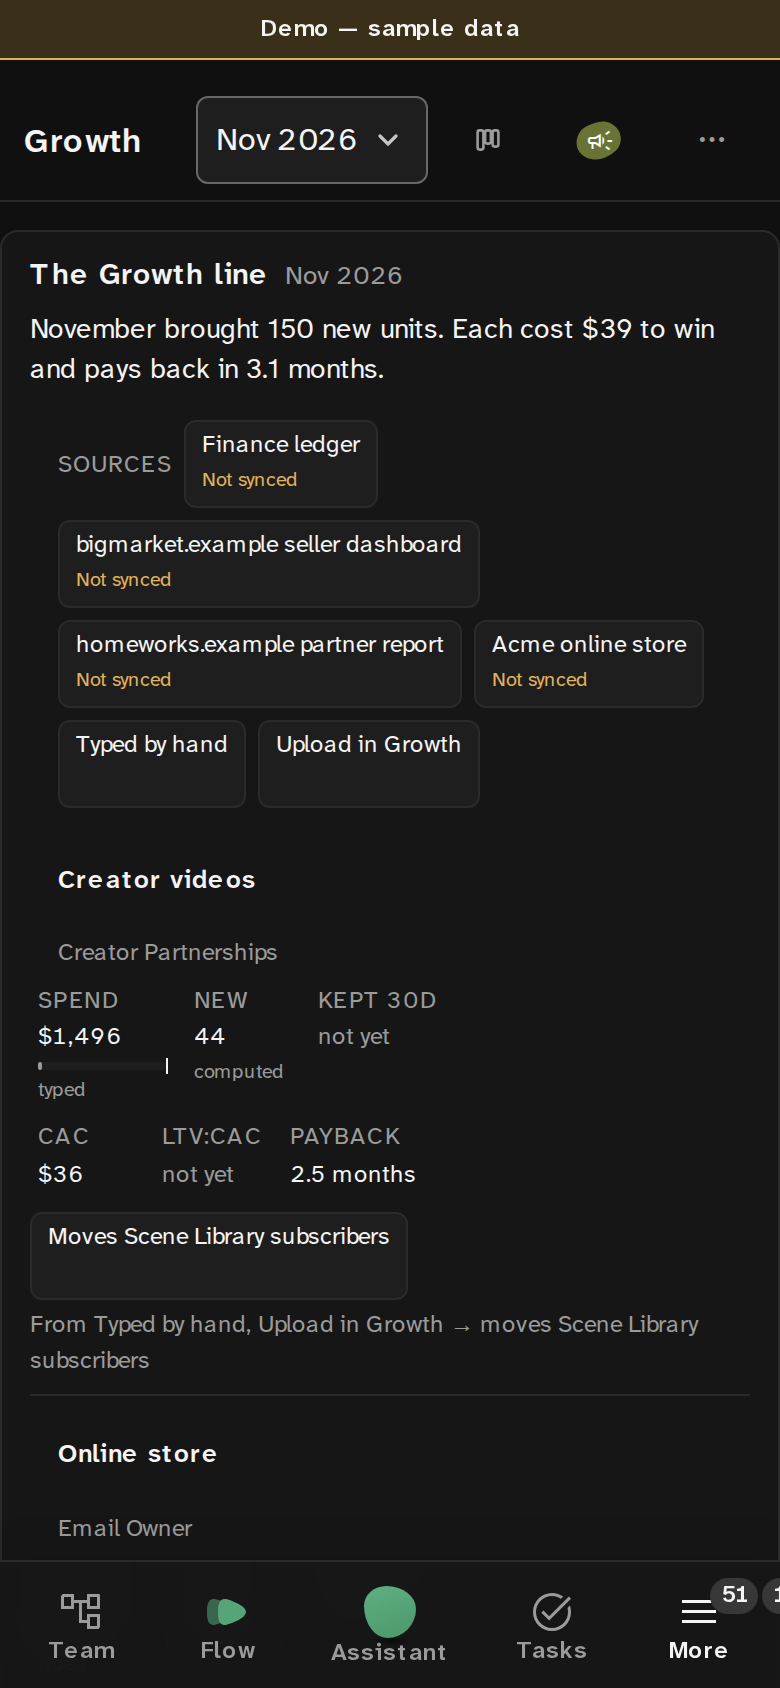 Demo — sample data
Growth
Nov 2026
The Growth line Nov 2026
November brought 150 new units. Each cost $39 to win
and pays back in 3.1 months.
SOURCES
Finance ledger
Not synced
bigmarket.example seller dashboard
Not synced
homeworks.example partner report
Not synced
Acme online store
Not synced
Typed by hand
Upload in Growth
Creator videos
Creator Partnerships
SPEND
$1,496
typed
NEW
44
computed
KEPT 30D
not yet
CAC
$36
LTV:CAC
not yet
PAYBACK
2.5 months
Moves Scene Library subscribers
From Typed by hand, Upload in Growth → moves Scene Library
subscribers
Online store
Email Owner
Team
Flow
Assistant
Tasks
More
51